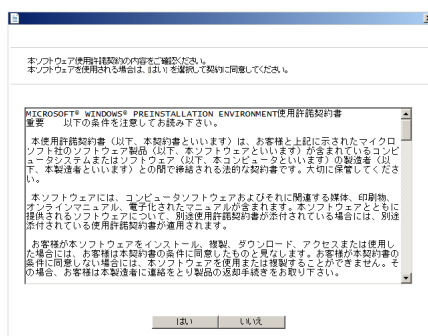 本ソフトウェア使用許諾契約の内容をご確認ください。
本ソフトウェアを使用される場合は、[はい] を選択して契約に同意してください。
MICROSOFT® WINDOWS® PREINSTALLATION ENVIRONMENT使用許諾契約書
重要　以下の条件を注意してお読み下さい。
本使用許諾契約書（以下、本契約書といいます）は、お客様と上記に示されたマイクロ
ソフト社のソフトウェア製品（以下、本ソフトウェアといいます）が含まれているコンピ
ュータシステムまたはソフトウェア（以下、本コンピュータといいます）の製造者（以
下、本製造者といいます）との間で締結される法的な契約書です。大切に保管してくださ
い。
本ソフトウェアには、コンピュータソフトウェアおよびそれに関連する媒体、印刷物、
オンラインマニュアル、電子化されたマニュアルが含まれます。本ソフトウェアとともに
提供されるソフトウェアについて、別途使用許諾契約書が添付されている場合には、別途
添付されている使用許諾契約書が適用されます。
お客様が本ソフトウェアをインストール、複製、ダウンロード、アクセスまたは使用し
た場合には、お客様は本契約書の条件に同意したものと見なします。お客様が本契約書の
条件に同意しない場合には、本ソフトウェアを使用または複製することができません。そ
の場合、お客様は本製造者に連絡をとり製品の返却手続きをお取り下さい。
はい
いいえ